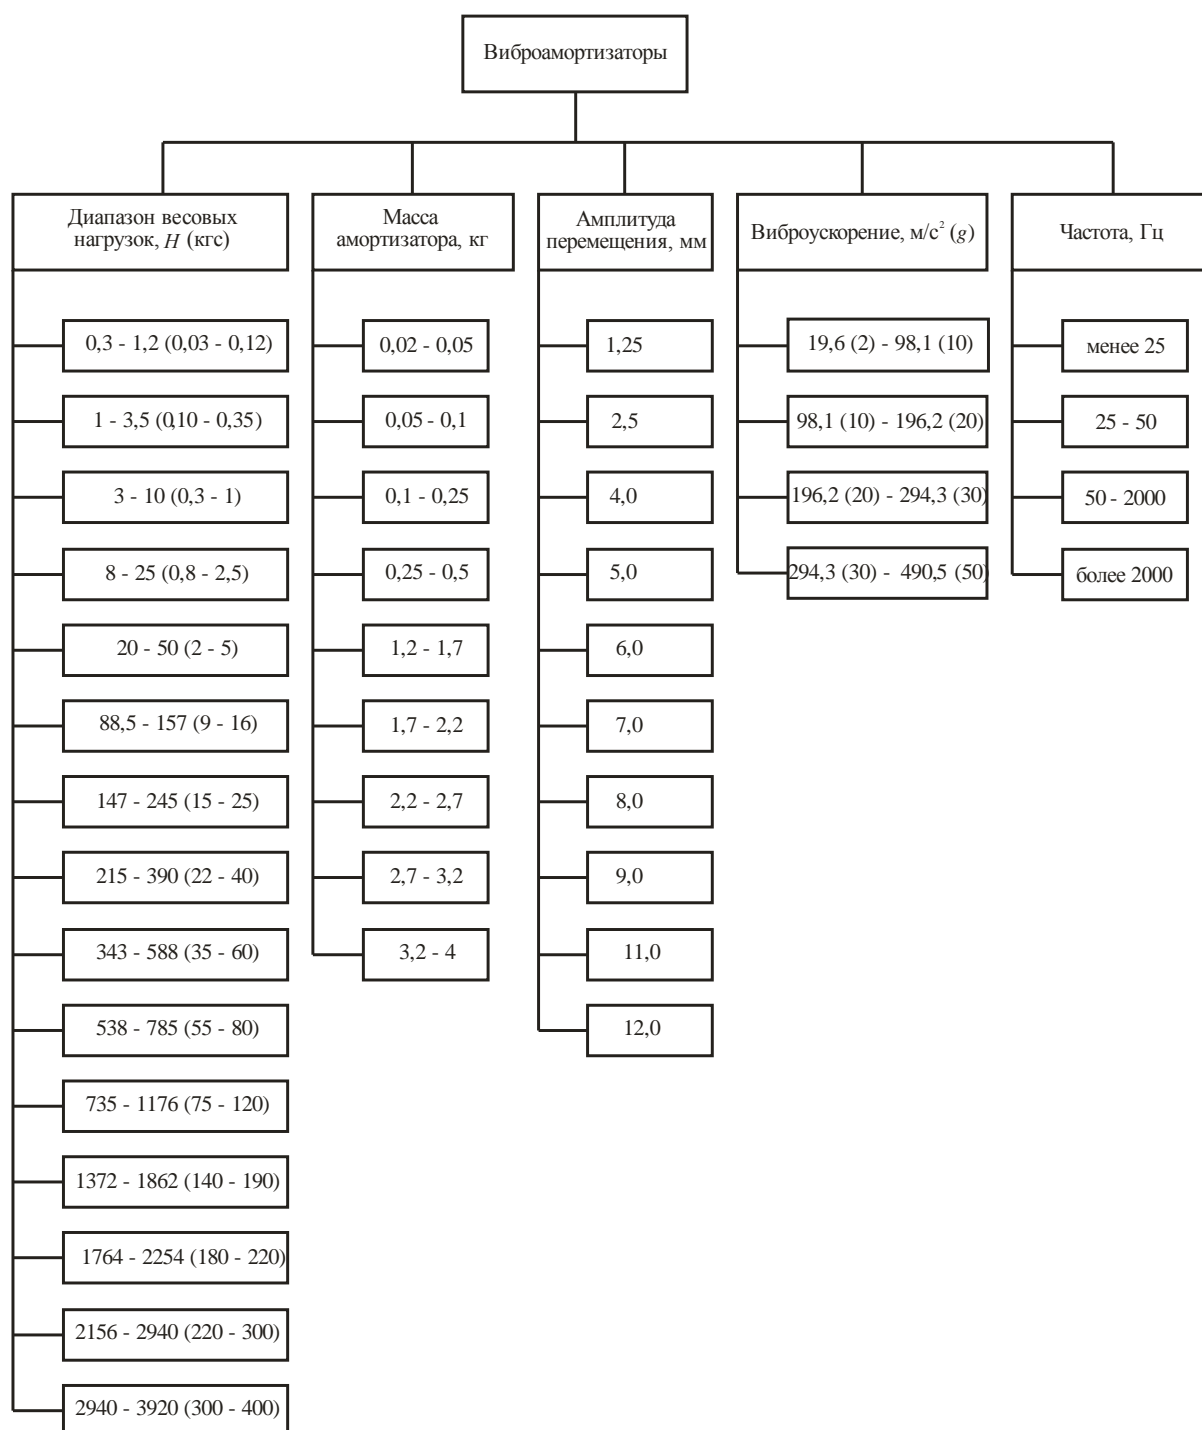 Виброамортизаторы
Диапазон весовых
нагрузок, H (кгс)
0,3 - 1,2 (0,03 - 0,12)
1 - 3,5 (0,10 - 0,35)
3 - 10 (0,3 - 1)
8 - 25 (0,8 - 2,5)
20 - 50 (2 - 5)
88,5 - 157 (9 - 16)
147 - 245 (15 - 25)
215 - 390 (22 - 40)
343 - 588 (35 - 60)
538 - 785 (55 - 80)
735 - 1176 (75 - 120)
1372 - 1862 (140 - 190)
1764 - 2254 (180 - 220)
2156 - 2940 (220 - 300)
2940 - 3920 (300 - 400)
Масса
амортизатора, кг
0,02 - 0,05
0,05 - 0,1
0,1 - 0,25
0,25 - 0,5
1,2 - 1,7
1,7 - 2,2
2,2 - 2,7
2,7 - 3,2
3,2 - 4
Амплитуда
перемещения, мм
1,25
2,5
4,0
5,0
6,0
7,0
8,0
9,0
11,0
12,0
Виброускорение, м/с² (g)
19,6 (2) - 98,1 (10)
98,1 (10) - 196,2 (20)
196,2 (20) - 294,3 (30)
294,3 (30) - 490,5 (50)
Частота, Гц
менее 25
25 - 50
50 - 2000
более 2000